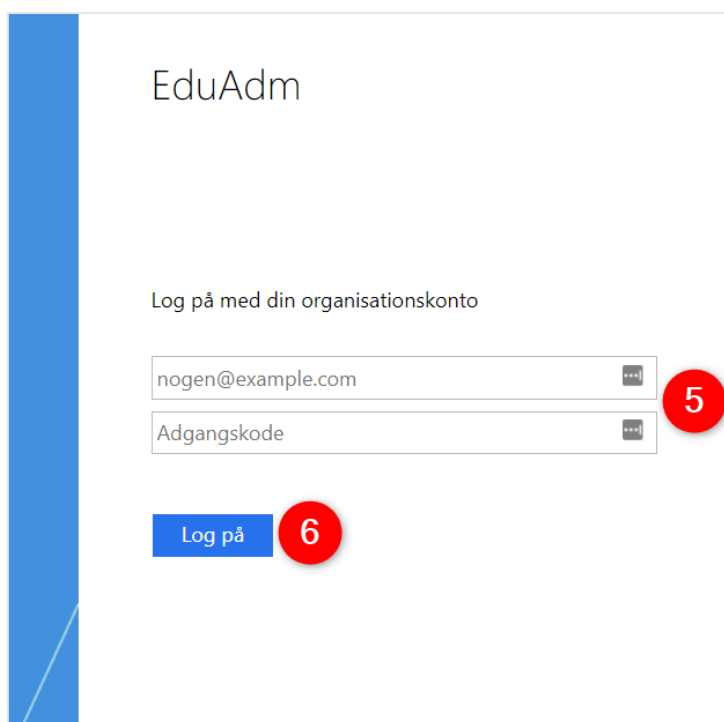 EduAdm
Log på med din organisationskonto
nogen@example.com
5
Adgangskode
Log på
6